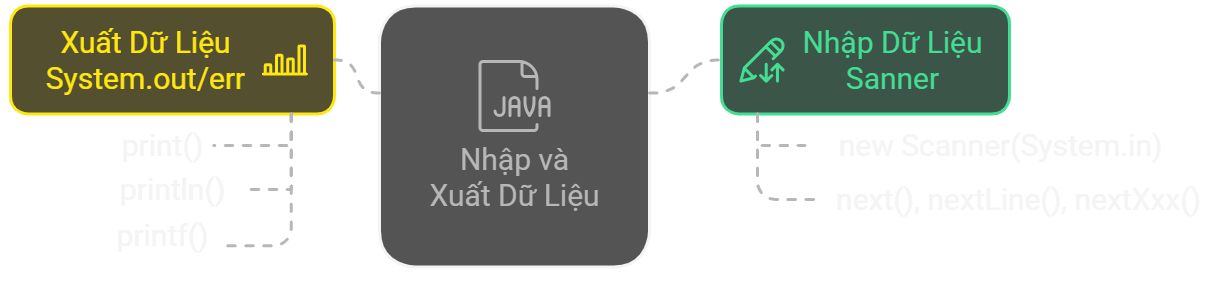 Xuất Dữ Liệu
System.out/err
print()
println()
printf()
JAVA
Nhập và
Xuất Dữ Liệu
Nhập Dữ Liệu
Sanner
new Scanner(System.in)
next(), nextLine(), nextXxx()